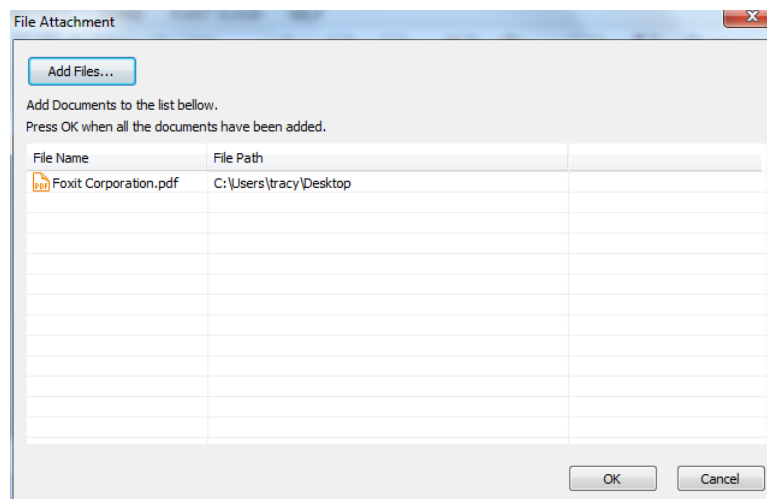 File Attachment
Add Files...
Add Documents to the list bellow.
Press OK when all the documents have been added.
File Name File Path
PDF Foxit Corporation.pdf C:\Users\tracy\Desktop
OK Cancel